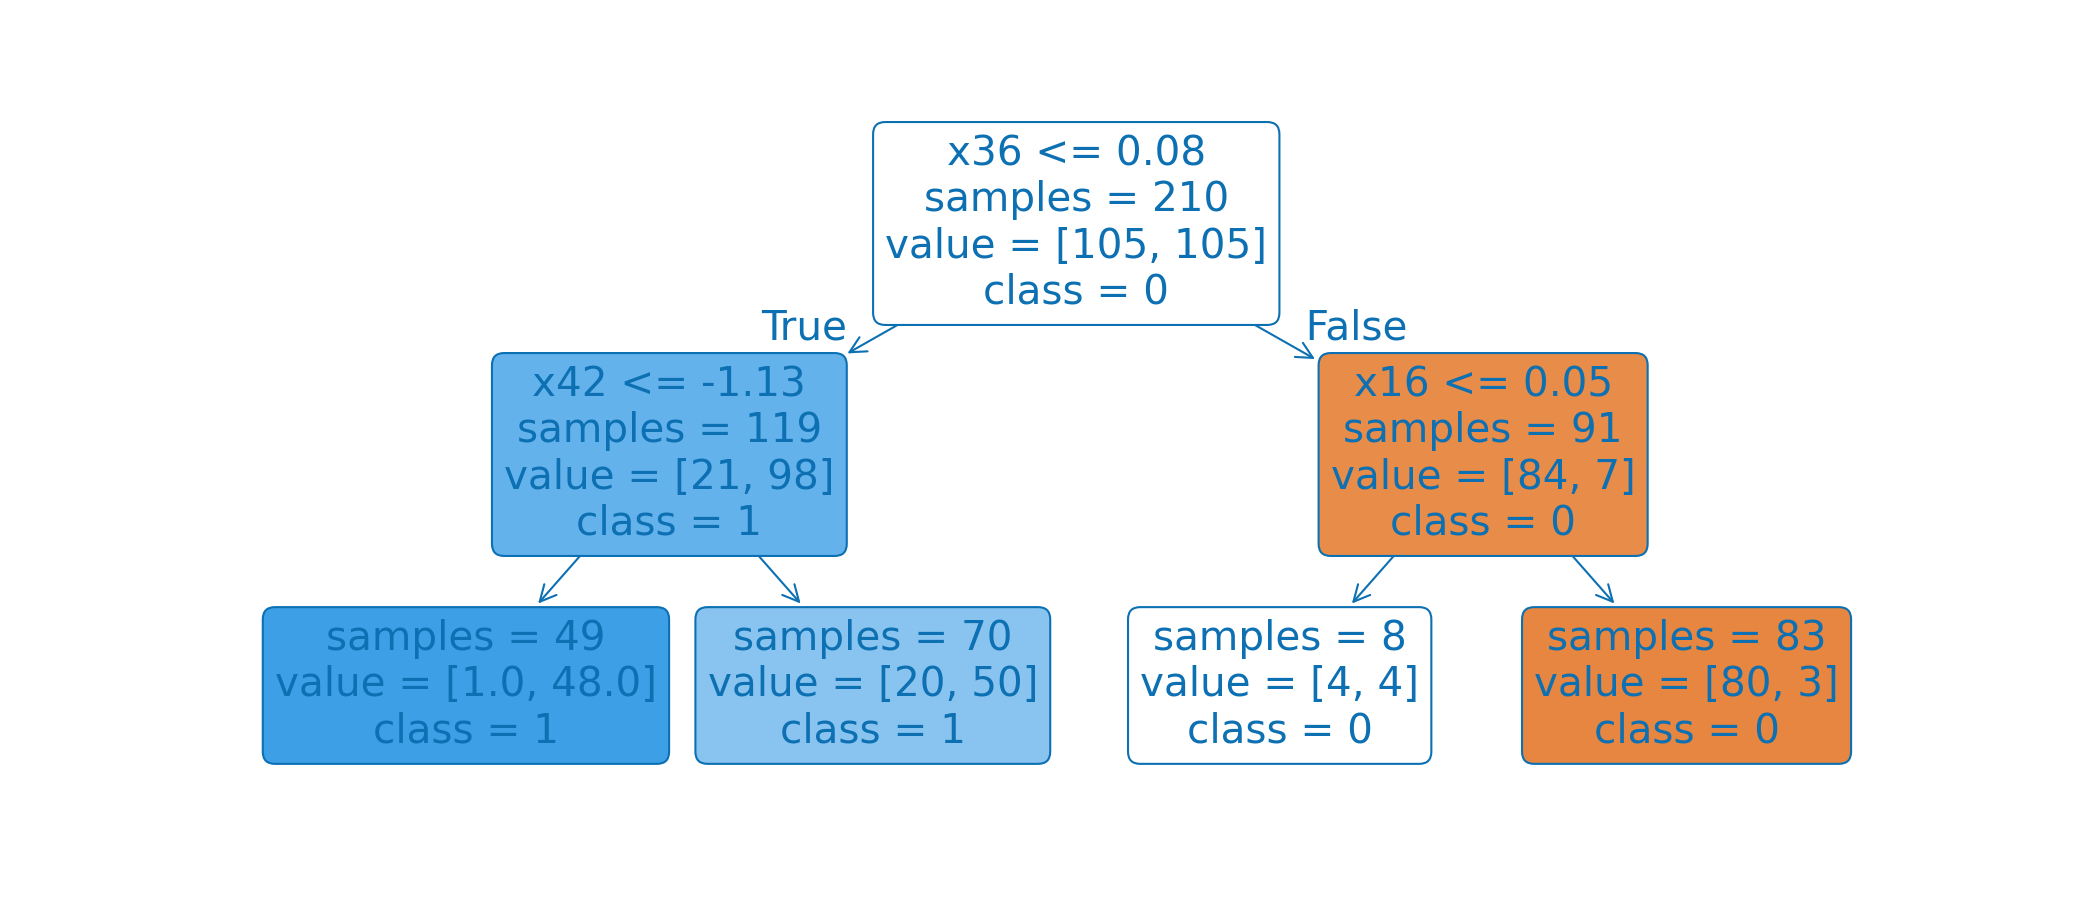 x36 <= 0.08
samples = 210
value = [105, 105]
class = 0
True
False
x42 <= -1.13
samples = 119
value = [21, 98]
class = 1
x16 <= 0.05
samples = 91
value = [84, 7]
class = 0
samples = 49
value = [1.0, 48.0]
class = 1
samples = 70
value = [20, 50]
class = 1
samples = 8
value = [4, 4]
class = 0
samples = 83
value = [80, 3]
class = 0